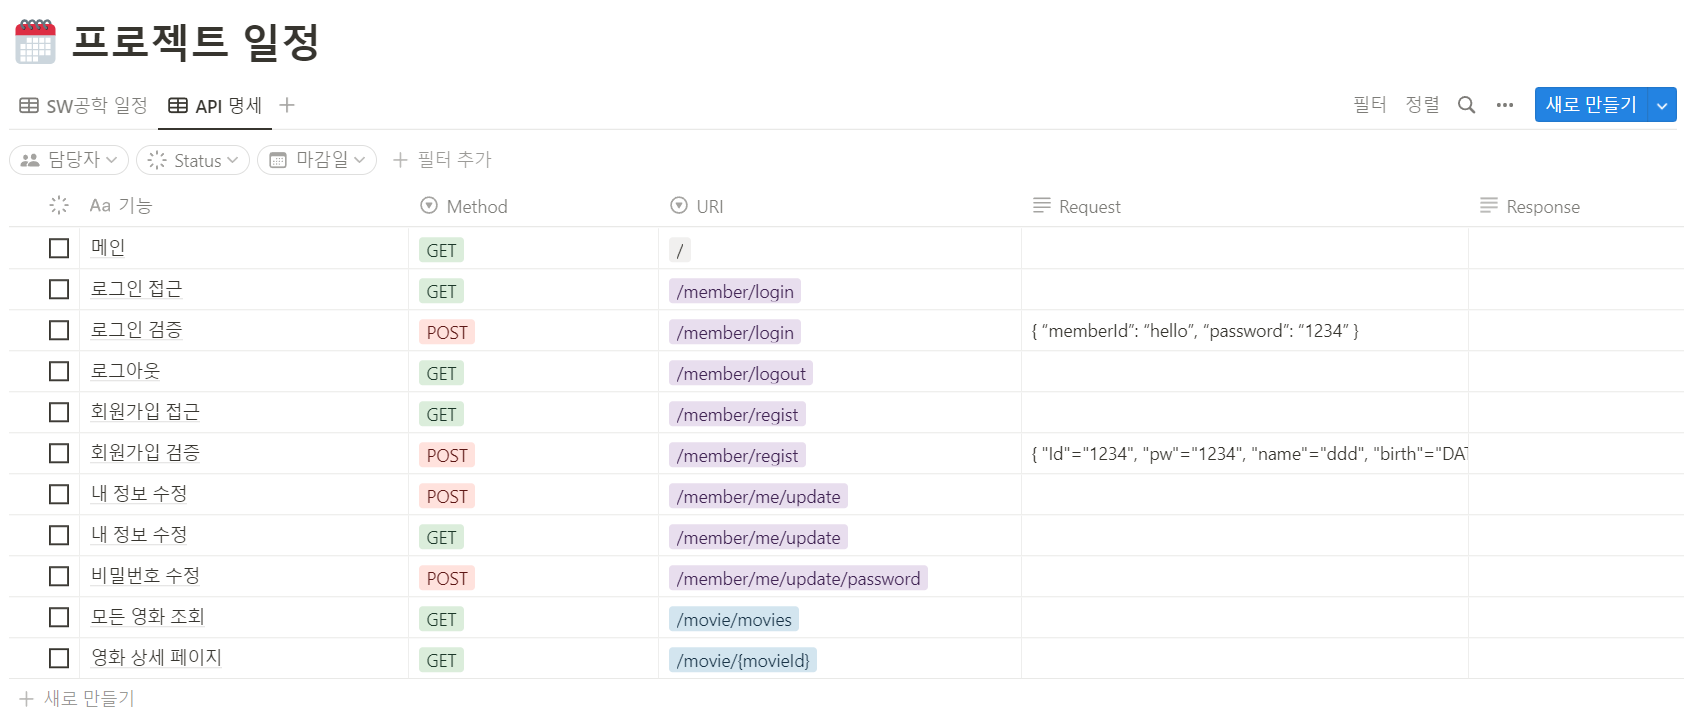 프로젝트 일정
SW공학 일정 API 명세
필터 정렬 새로 만들기
담당자 Status 마감일 필터 추가
Aa 기능 Method URI Request Response
메인 GET /
로그인 접근 GET /member/login
로그인 검증 POST /member/login { “memberId”: “hello”, “password”: “1234” }
로그아웃 GET /member/logout
회원가입 접근 GET /member/regist
회원가입 검증 POST /member/regist { "Id"="1234", "pw"="1234", "name"="ddd", "birth"="DAT
내 정보 수정 POST /member/me/update
내 정보 수정 GET /member/me/update
비밀번호 수정 POST /member/me/update/password
모든 영화 조회 GET /movie/movies
영화 상세 페이지 GET /movie/{movieId}
새로 만들기